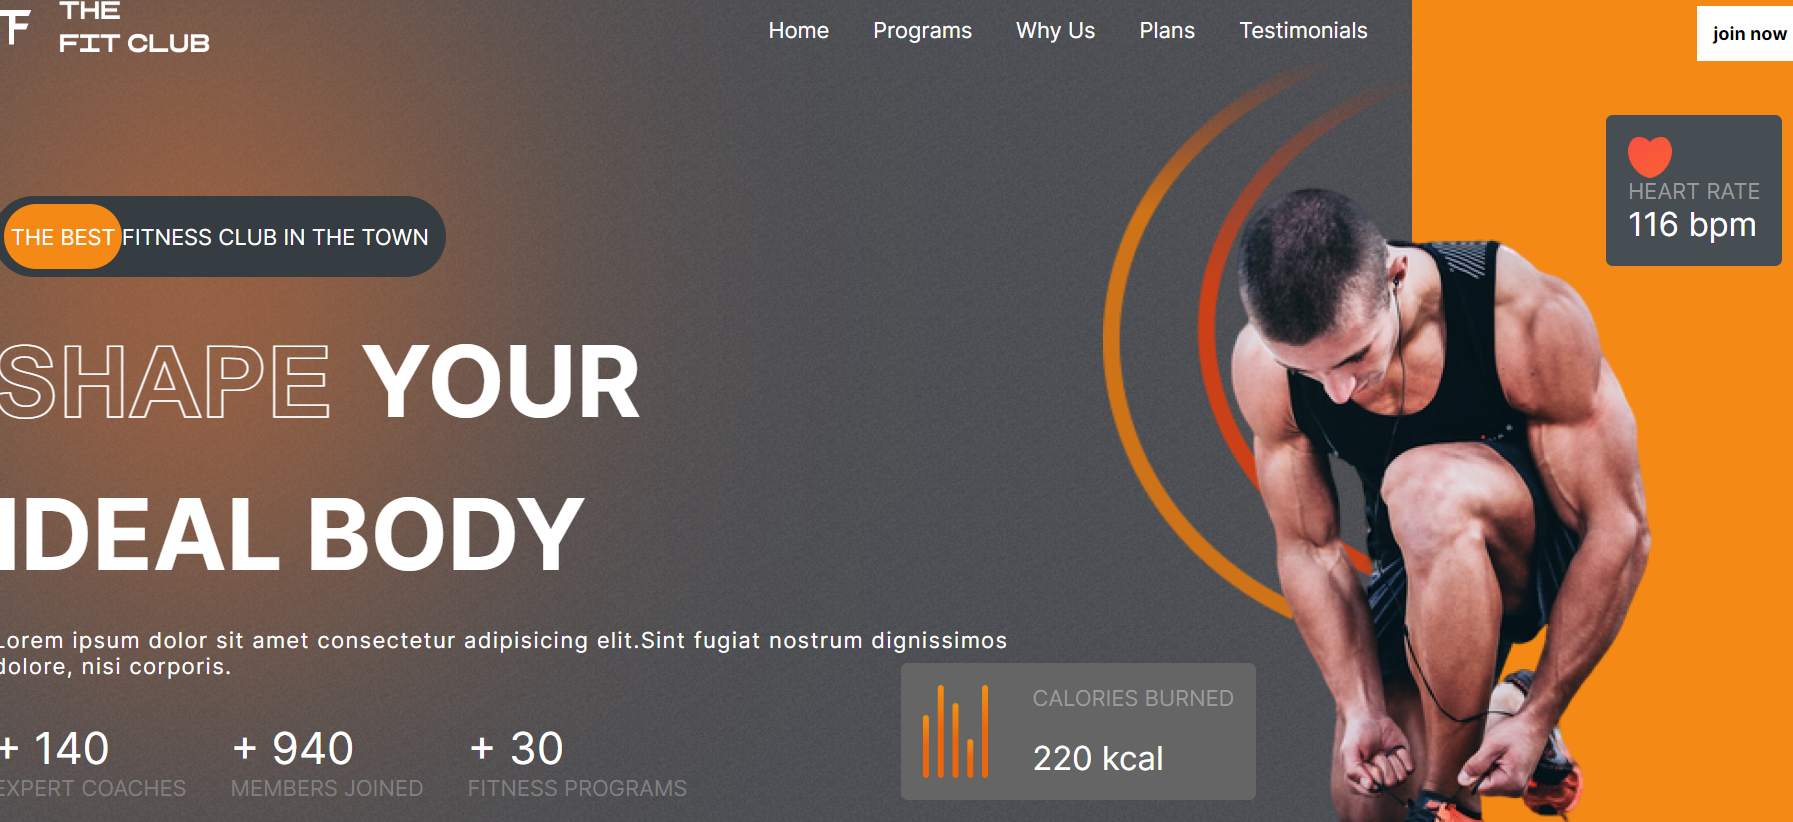 THE
FIT CLUB
Home Programs Why Us Plans Testimonials
join now
HEART RATE
116 bpm
THE BEST FITNESS CLUB IN THE TOWN
SHAPE YOUR
IDEAL BODY
Lorem ipsum dolor sit amet consectetur adipisicing elit.Sint fugiat nostrum dignissimos
dolore, nisi corporis.
CALORIES BURNED
220 kcal
+ 140 + 940 + 30
EXPERT COACHES MEMBERS JOINED FITNESS PROGRAMS